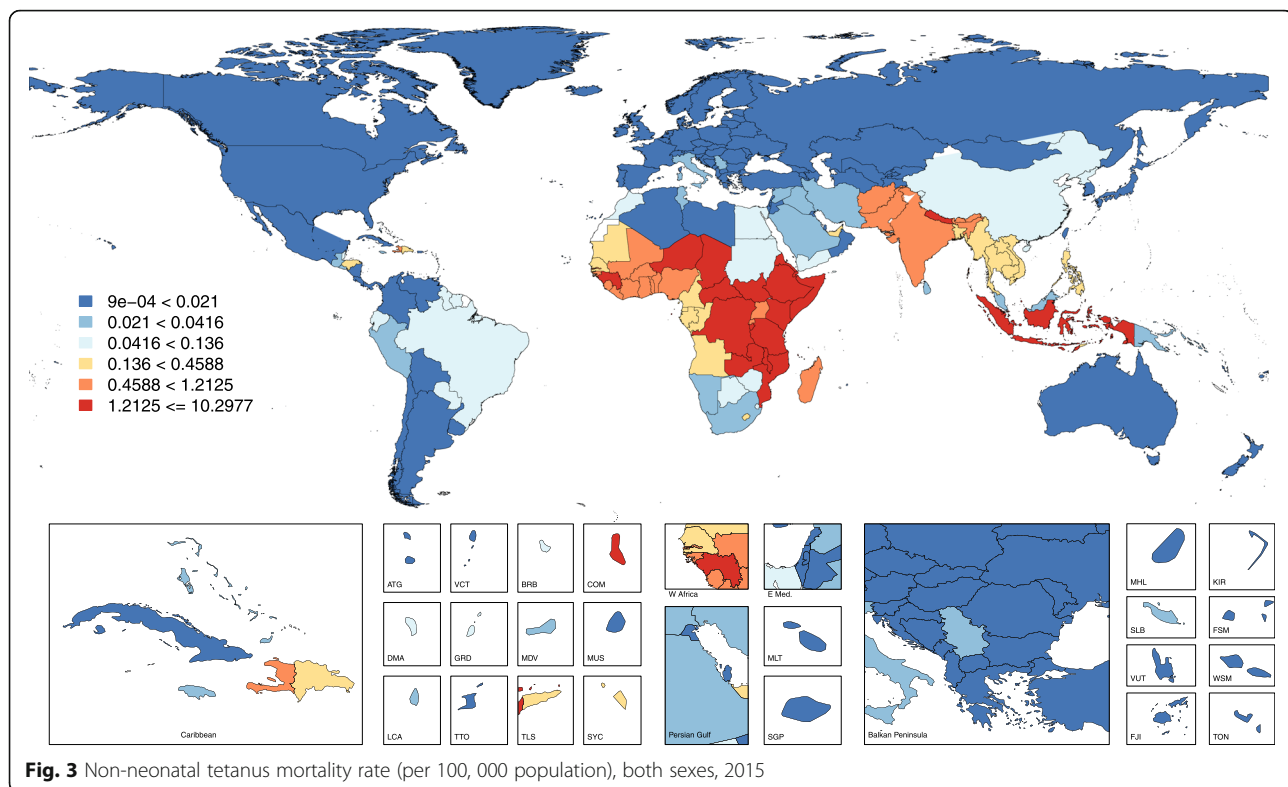 9e−04 < 0.021
0.021 < 0.0416
0.0416 < 0.136
0.136 < 0.4588
0.4588 < 1.2125
1.2125 <= 10.2977
Caribbean
ATG
VCT
BRB
COM
DMA
GRD
MDV
MUS
LCA
TTO
TLS
SYC
W Africa
E Med.
Persian Gulf
MLT
SGP
Balkan Peninsula
MHL
KIR
SLB
FSM
VUT
WSM
FJI
TON
Fig. 3 Non-neonatal tetanus mortality rate (per 100, 000 population), both sexes, 2015